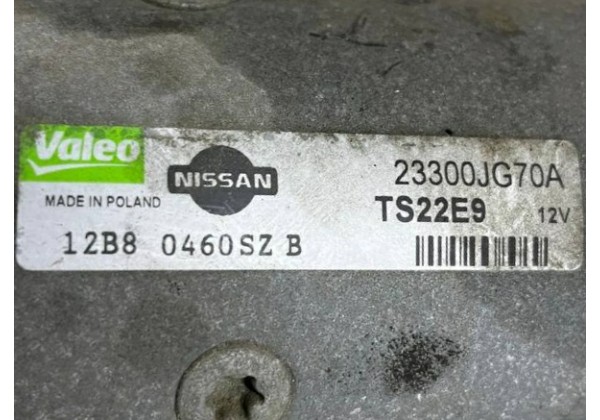 Valeo
NISSAN
23300JG70A
MADE IN POLAND
TS22E9 12V
12B8 0460SZ B